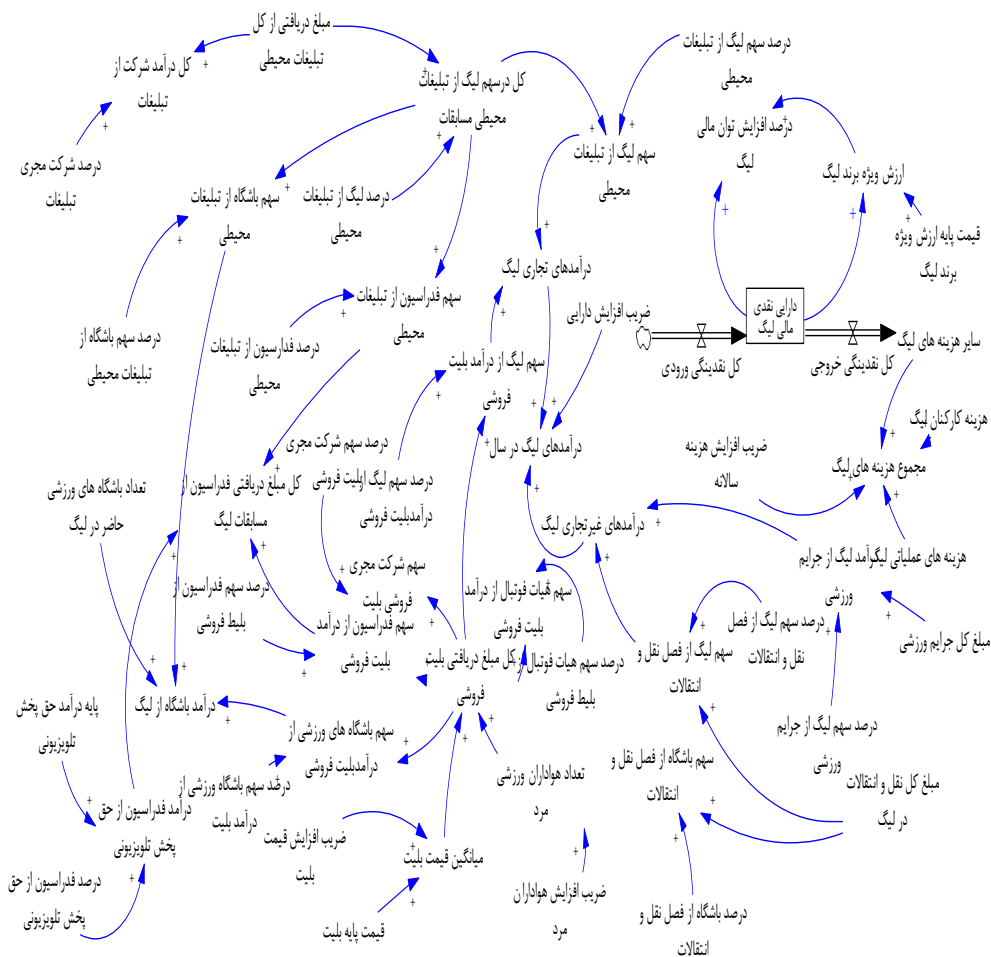 مبلغ دریافتی از کل
تبلیغات محیطی
کل درآمد شرکت از
تبلیغات
درصد شرکت مجری
تبلیغات
کل درسهم لیگ از تبلیغات
محیطی مسابقات
درصد سهم لیگ از تبلیغات
محیطی
سهم لیگ از تبلیغات
محیطی
درصد افزایش توان مالی
لیگ
ارزش ویژه برند لیگ
قیمت پایه ارزش ویژه
برند لیگ
سهم باشگاه از تبلیغات
محیطی
درصد لیگ از تبلیغات
محیطی
درآمدهای تجاری لیگ
سهم فدراسیون از تبلیغات
محیطی
ضریب افزایش دارایی
دارایی نقدی
مالی لیگ
کل نقدینگی ورودی
کل نقدینگی خروجی
سایر هزینه های لیگ
درصد سهم باشگاه از
تبلیغات محیطی
درصد فدارسیون از تبلیغات
محیطی
سهم لیگ از درآمد بلیت
فروشی
هزینه کارکنان لیگ
درآمدهای لیگ در سال
ضریب افزایش هزینه
سالانه
مجموع هزینه های لیگ
درصد سهم شرکت مجری
بلیت فروشی
درصد سهم لیگ از
درآمدبلیت فروشی
کل مبلغ دریافتی فدراسیون از
مسابقات لیگ
تعداد باشگاه های ورزشی
حاضر در لیگ
درآمدهای غیرتجاری لیگ
هزینه های عملیاتی لیگ
درآمد لیگ از جرایم
ورزشی
سهم شرکت مجری
فروشی بلیت
سهم هیات فوتبال از درآمد
بلیت فروشی
درصد سهم فدراسیون از
بلیط فروشی
سهم فدراسیون از درآمد
بلیت فروشی
درصد سهم لیگ از فصل
نقل و انتقالات
مبلغ کل جرایم ورزشی
کل مبلغ دریافتی بلیت
فروشی
درصد سهم هیات فوتبال از
بلیط فروشی
سهم لیگ از فصل نقل و
انتقالات
درآمد باشگاه از لیگ
پایه درآمد حق پخش
تلویزیونی
سهم باشگاه های ورزشی از
درآمدبلیت فروشی
درصد سهم لیگ از جرایم
ورزشی
درصد سهم باشگاه ورزشی از
درآمد بلیت
تعداد هواداران ورزشی
مرد
سهم باشگاه از فصل نقل و
انتقالات
مبلغ کل نقل و انتقالات
در لیگ
درآمد فدراسیون از حق
پخش تلویزیونی
ضریب افزایش قیمت
بلیت
میانگین قیمت بلیت
درصد فدراسیون از حق
پخش تلویزیونی
ضریب افزایش هواداران
مرد
درصد باشگاه از فصل نقل و
انتقالات
قیمت پایه بلیت